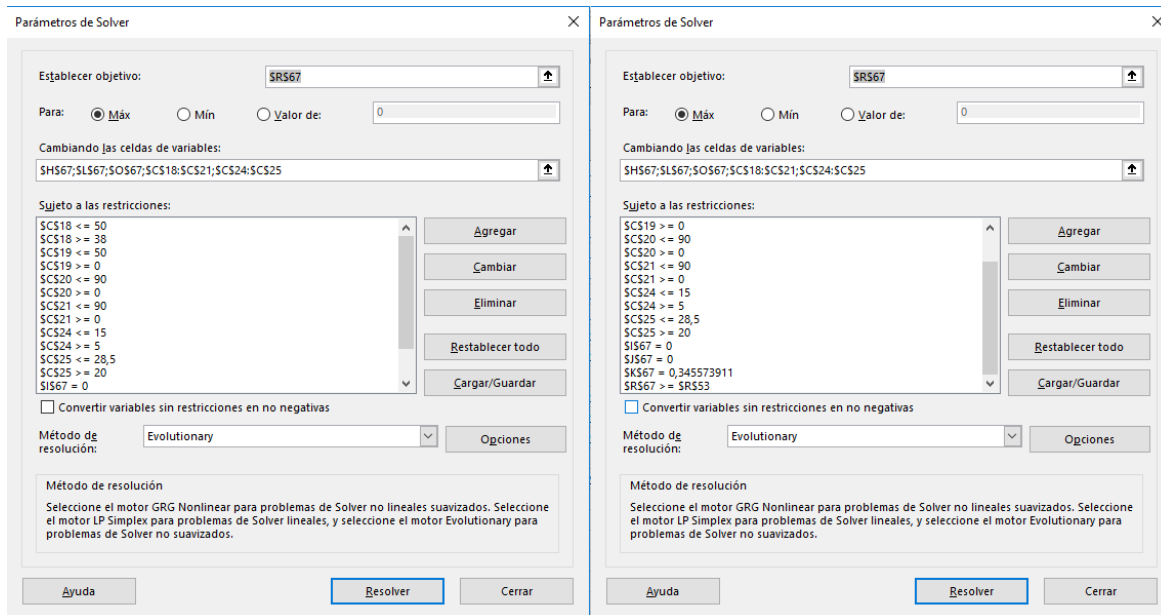 Parámetros de Solver
Establecer objetivo: $R$67
Para: Máx Mín Valor de: 0
Cambiando las celdas de variables:
$H$67;$L$67;$O$67;$C$18:$C$21;$C$24:$C$25
Sujeto a las restricciones:
$C$18 <= 50
$C$18 >= 38
$C$19 <= 50
$C$19 >= 0
$C$20 <= 90
$C$20 >= 0
$C$21 <= 90
$C$21 >= 0
$C$24 <= 15
$C$24 >= 5
$C$25 <= 28,5
$C$25 >= 20
$I$67 = 0
Agregar
Cambiar
Eliminar
Restablecer todo
Cargar/Guardar
Convertir variables sin restricciones en no negativas
Método de
resolución:
Evolutionary
Opciones
Método de resolución
Seleccione el motor GRG Nonlinear para problemas de Solver no lineales suavizados. Seleccione
el motor LP Simplex para problemas de Solver lineales, y seleccione el motor Evolutionary para
problemas de Solver no suavizados.
Ayuda Resolver Cerrar
Parámetros de Solver
Establecer objetivo: $R$67
Para: Máx Mín Valor de: 0
Cambiando las celdas de variables:
$H$67;$L$67;$O$67;$C$18:$C$21;$C$24:$C$25
Sujeto a las restricciones:
$C$19 >= 0
$C$20 <= 90
$C$20 >= 0
$C$21 <= 90
$C$21 >= 0
$C$24 <= 15
$C$24 >= 5
$C$25 <= 28,5
$C$25 >= 20
$I$67 = 0
$J$67 = 0
$K$67 = 0,345573911
$R$67 >= $R$53
Agregar
Cambiar
Eliminar
Restablecer todo
Cargar/Guardar
Convertir variables sin restricciones en no negativas
Método de
resolución:
Evolutionary
Opciones
Método de resolución
Seleccione el motor GRG Nonlinear para problemas de Solver no lineales suavizados. Seleccione
el motor LP Simplex para problemas de Solver lineales, y seleccione el motor Evolutionary para
problemas de Solver no suavizados.
Ayuda Resolver Cerrar